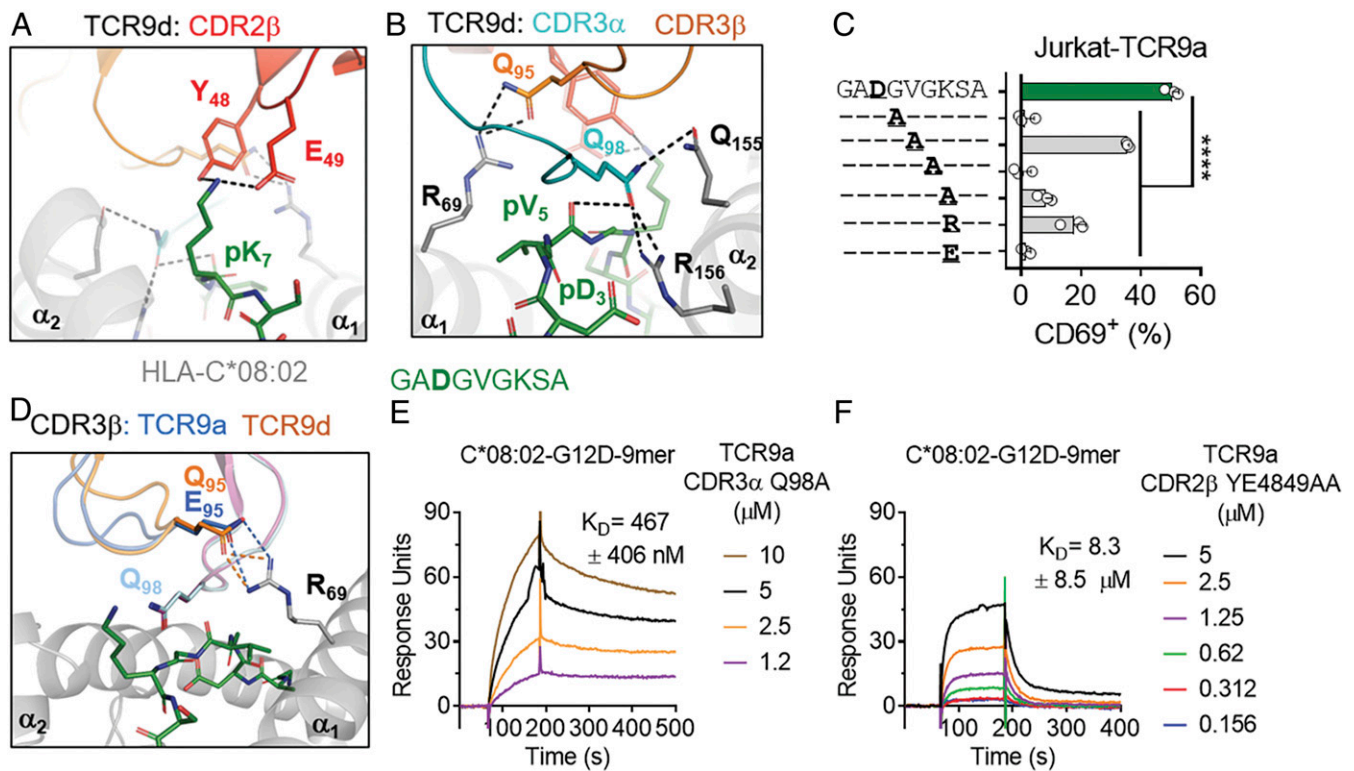 A
TCR9d: CDR2β
Y48
E49
pK7
α2
α1
HLA-C*08:02
B
TCR9d: CDR3α CDR3β
Q95
Q98
Q155
R69
pV5
pD3
R156
α2
α1
GADGVGKSA
C
Jurkat-TCR9a
GADGVGKSA
---A-----
----A----
-----A---
------A--
------R--
------E--
****
0 20 40 60
CD69+ (%)
D
CDR3β: TCR9a TCR9d
Q95
E95
Q98
R69
α2
α1
E
C*08:02-G12D-9mer
TCR9a
CDR3α Q98A
(μM)
KD= 467
± 406 nM
10
5
2.5
1.2
90
60
30
0
Response Units
100 200 300 400 500
Time (s)
F
C*08:02-G12D-9mer
TCR9a
CDR2β YE4849AA
(μM)
KD= 8.3
± 8.5 μM
5
2.5
1.25
0.62
0.312
0.156
90
60
30
0
Response Units
100 200 300 400
Time (s)